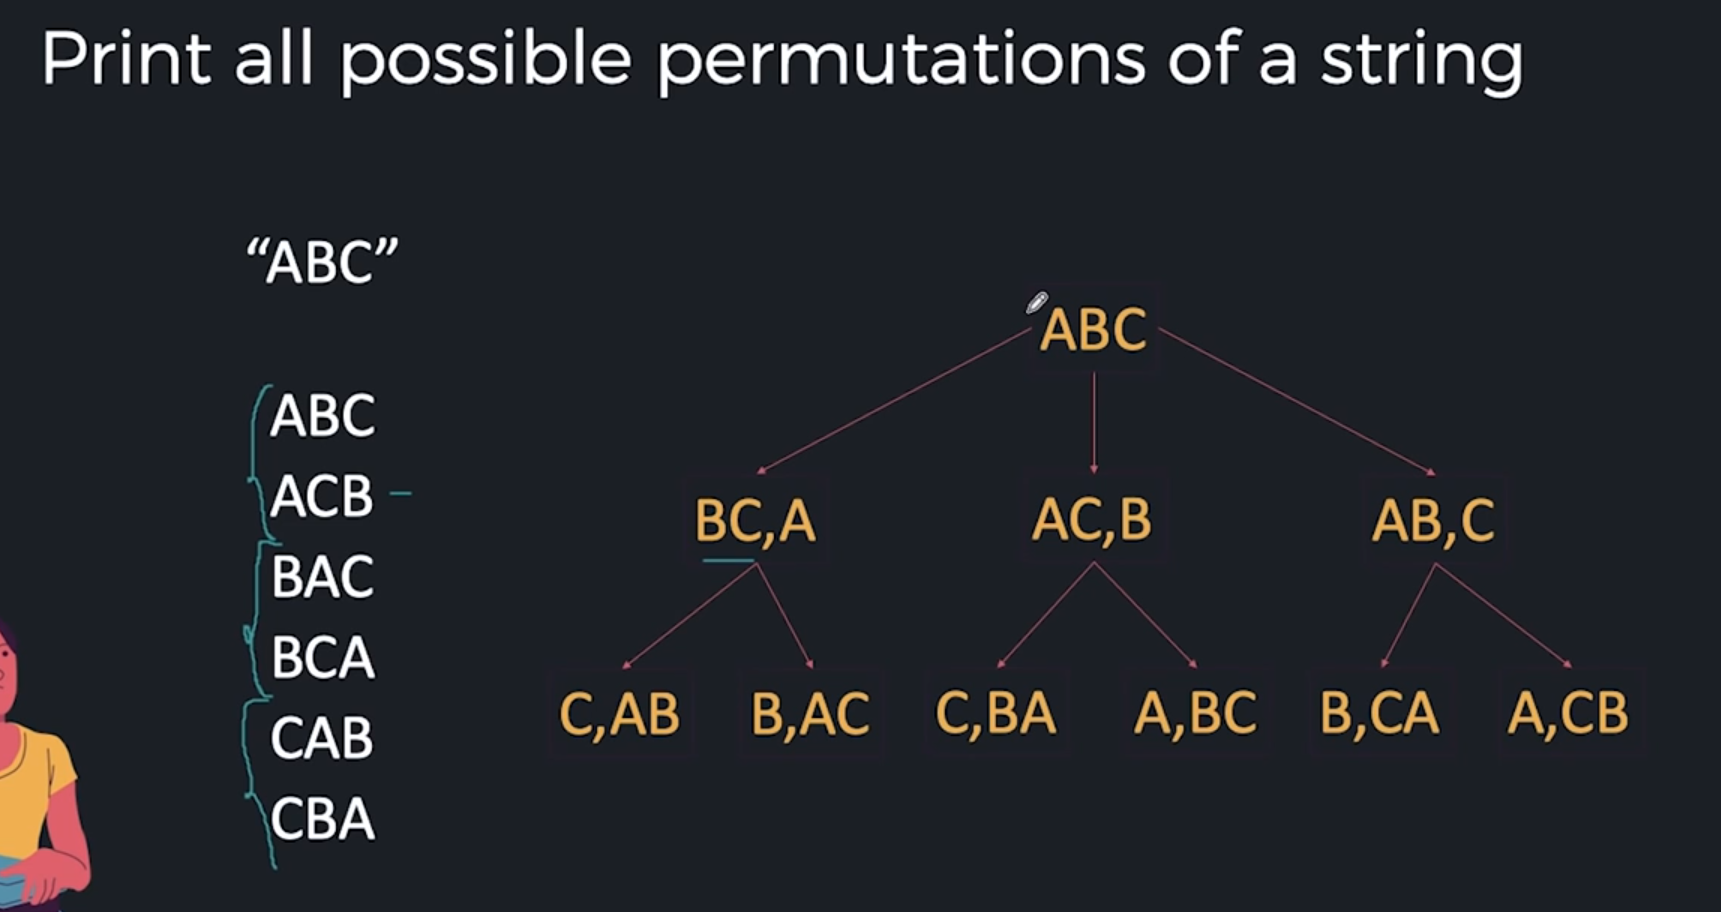 Print all possible permutations of a string
“ABC”
ABC
ACB
BAC
BCA
CAB
CBA
ABC
BC,A AC,B AB,C
C,AB B,AC C,BA A,BC B,CA A,CB